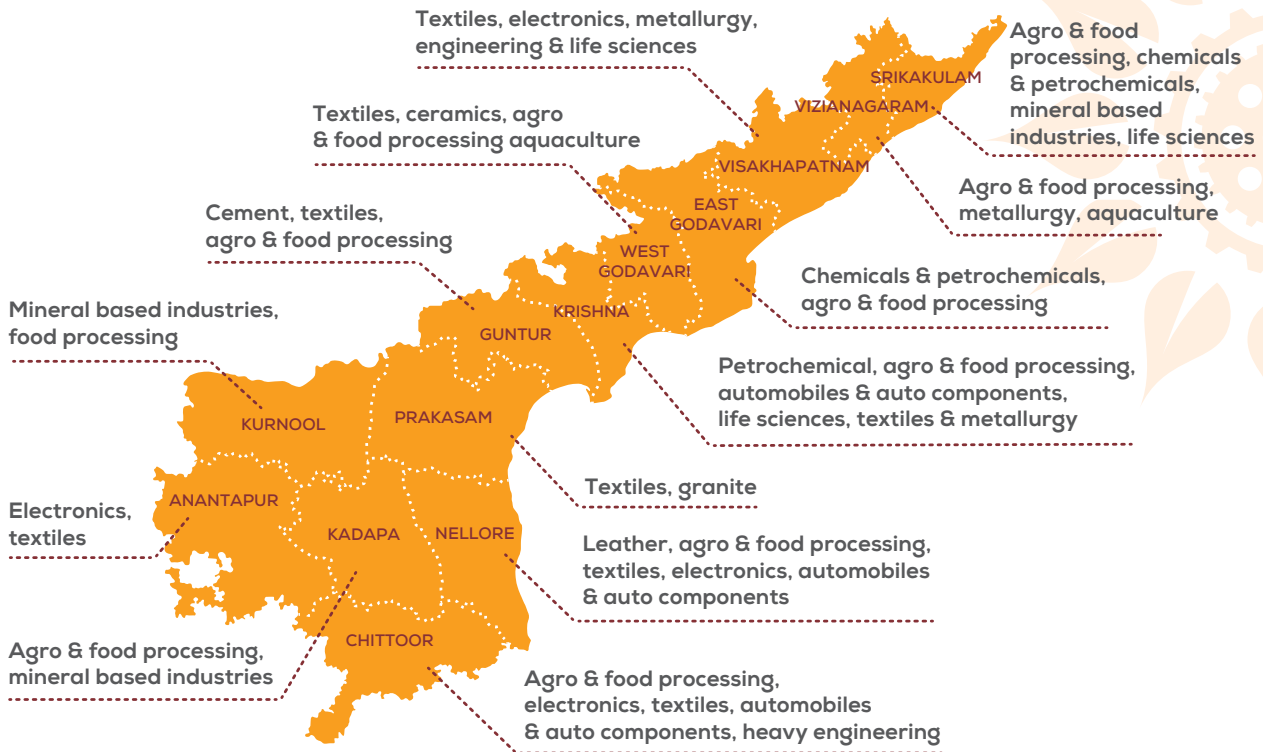 Textiles, electronics, metallurgy,
engineering & life sciences
Agro & food
processing, chemicals
& petrochemicals,
mineral based
industries, life sciences
SRIKAKULAM
VIZIANAGARAM
Textiles, ceramics, agro
& food processing aquaculture
VISAKHAPATNAM
Agro & food processing,
metallurgy, aquaculture
EAST
GODAVARI
Cement, textiles,
agro & food processing
WEST
GODAVARI
Chemicals & petrochemicals,
agro & food processing
KRISHNA
GUNTUR
Mineral based industries,
food processing
Petrochemical, agro & food processing,
automobiles & auto components,
life sciences, textiles & metallurgy
KURNOOL
PRAKASAM
Textiles, granite
ANANTAPUR
Electronics,
textiles
KADAPA
NELLORE
Leather, agro & food processing,
textiles, electronics, automobiles
& auto components
CHITTOOR
Agro & food processing,
mineral based industries
Agro & food processing,
electronics, textiles, automobiles
& auto components, heavy engineering